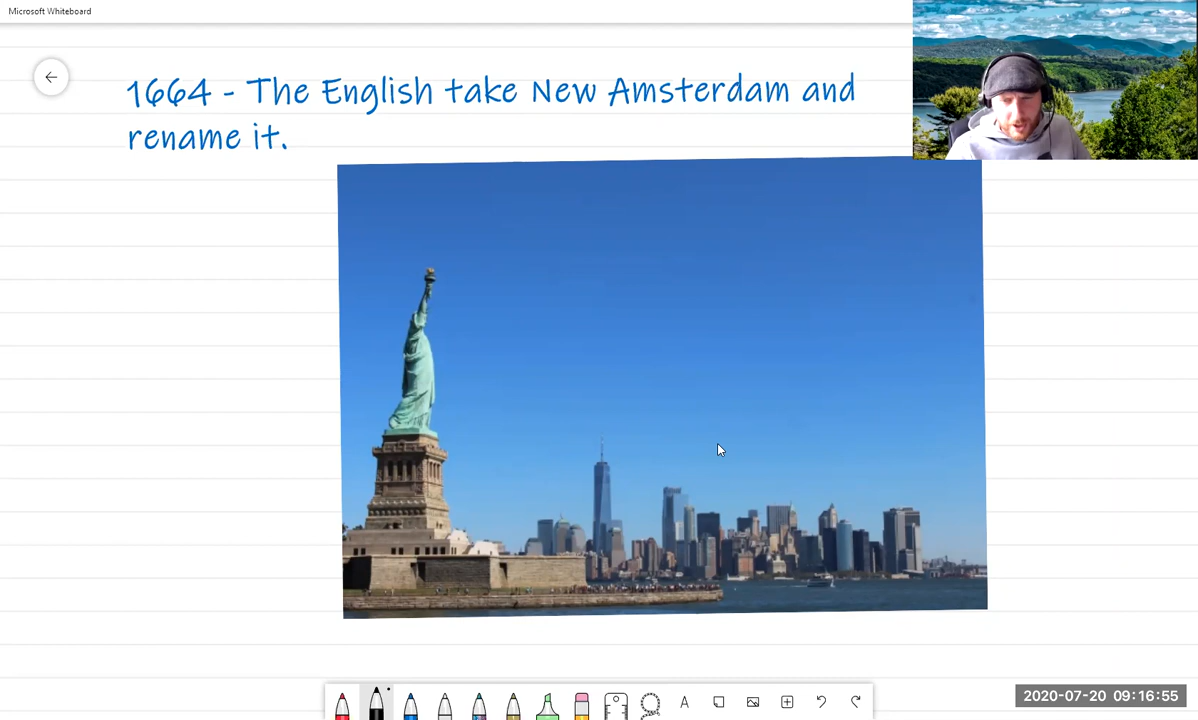 Microsoft Whiteboard
1664 - The English take New Amsterdam and
rename it.
A
2020-07-20 09:16:55